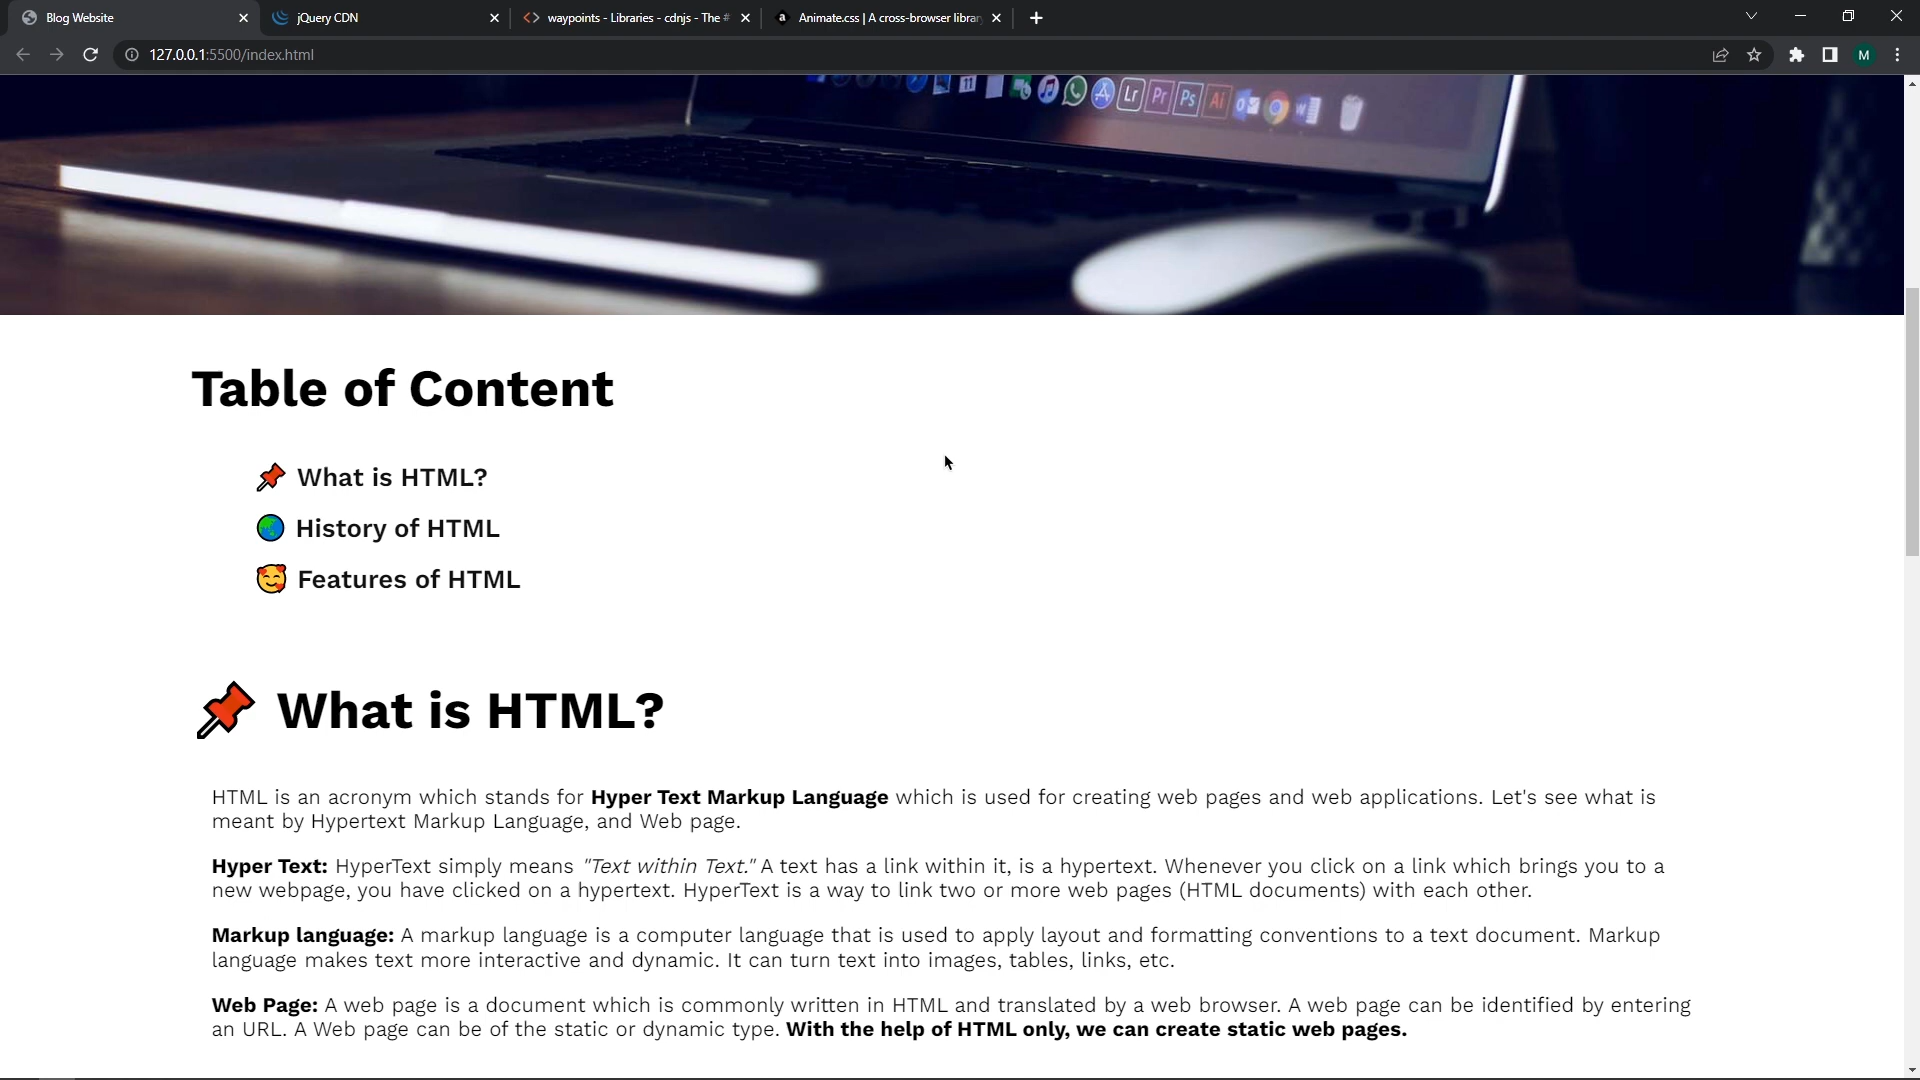 Blog Website
jQuery CDN
waypoints - Libraries - cdnjs - The #
Animate.css | A cross-browser librar
127.0.0.1:5500/index.html
M
11
Lr Pr Ps Ai
Table of Content
What is HTML?
History of HTML
Features of HTML
What is HTML?
HTML is an acronym which stands for Hyper Text Markup Language which is used for creating web pages and web applications. Let's see what is
meant by Hypertext Markup Language, and Web page.
Hyper Text: HyperText simply means "Text within Text." A text has a link within it, is a hypertext. Whenever you click on a link which brings you to a
new webpage, you have clicked on a hypertext. HyperText is a way to link two or more web pages (HTML documents) with each other.
Markup language: A markup language is a computer language that is used to apply layout and formatting conventions to a text document. Markup
language makes text more interactive and dynamic. It can turn text into images, tables, links, etc.
Web Page: A web page is a document which is commonly written in HTML and translated by a web browser. A web page can be identified by entering
an URL. A Web page can be of the static or dynamic type. With the help of HTML only, we can create static web pages.